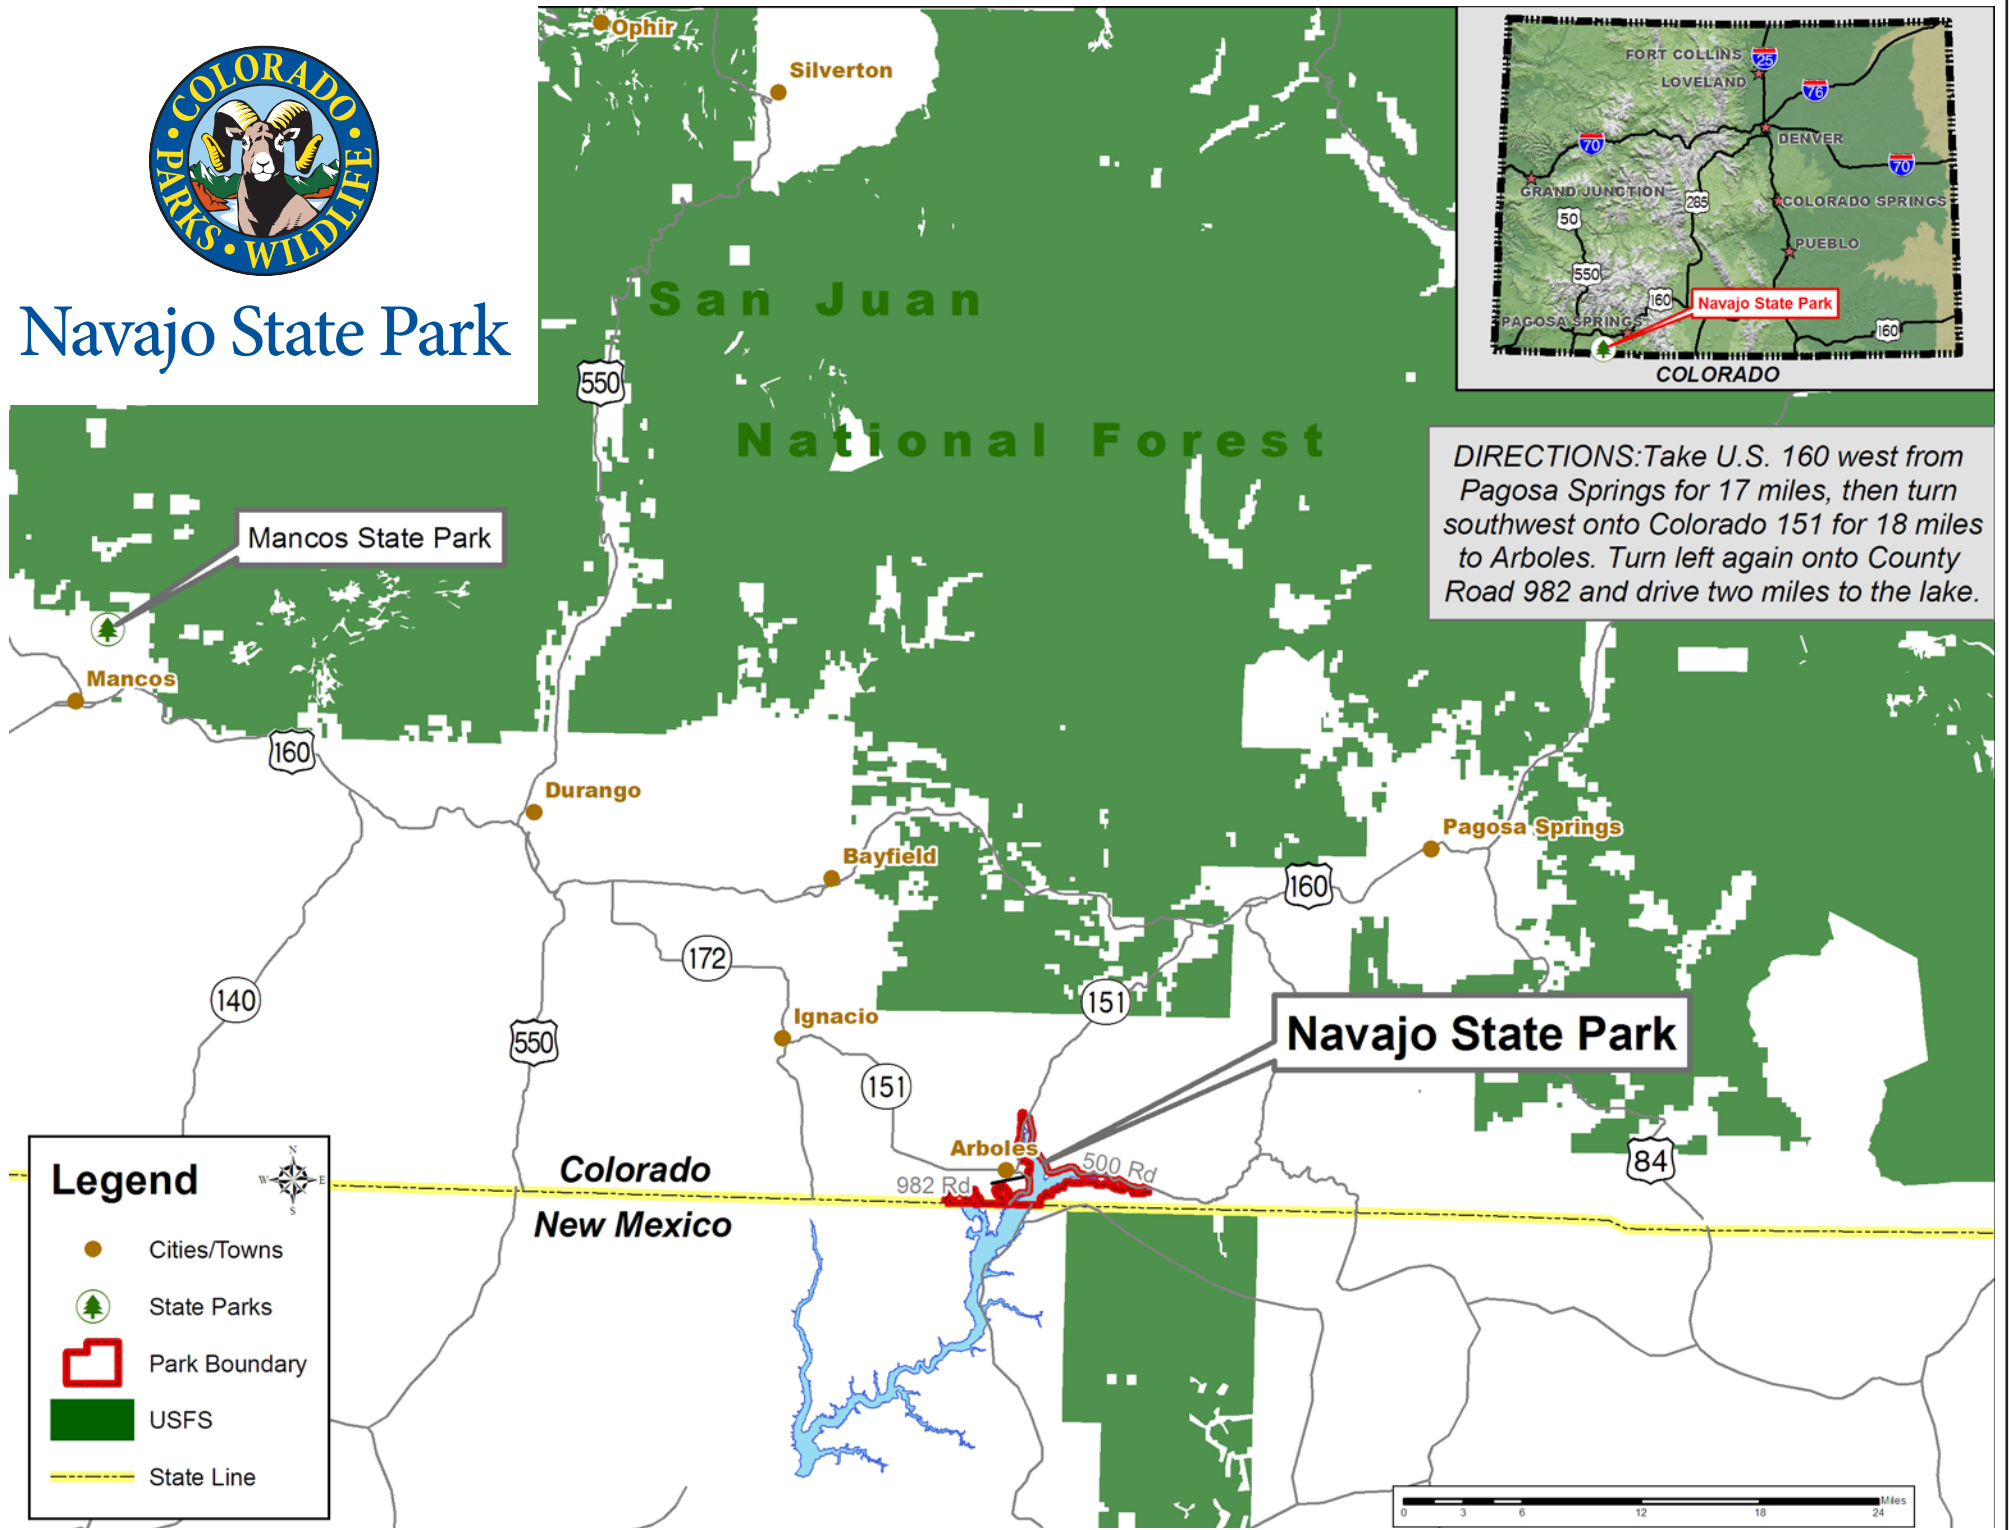 COLORADO
PARKS • WILDLIFE
Navajo State Park
Ophir
Silverton
San Juan
National Forest
550
Mancos State Park
Mancos
160
Durango
Bayfield
Pagosa Springs
160
172
140
550
Ignacio
151
151
Navajo State Park
Arboles
982 Rd
500 Rd
84
Colorado
New Mexico
FORT COLLINS
25
LOVELAND
76
DENVER
70
70
GRAND JUNCTION
285
COLORADO SPRINGS
50
PUEBLO
550
160
Navajo State Park
PAGOSA SPRINGS
160
COLORADO
DIRECTIONS:Take U.S. 160 west from
Pagosa Springs for 17 miles, then turn
southwest onto Colorado 151 for 18 miles
to Arboles. Turn left again onto County
Road 982 and drive two miles to the lake.
Legend
N
W
E
S
Cities/Towns
State Parks
Park Boundary
USFS
State Line
Miles
0 3 6 12 18 24